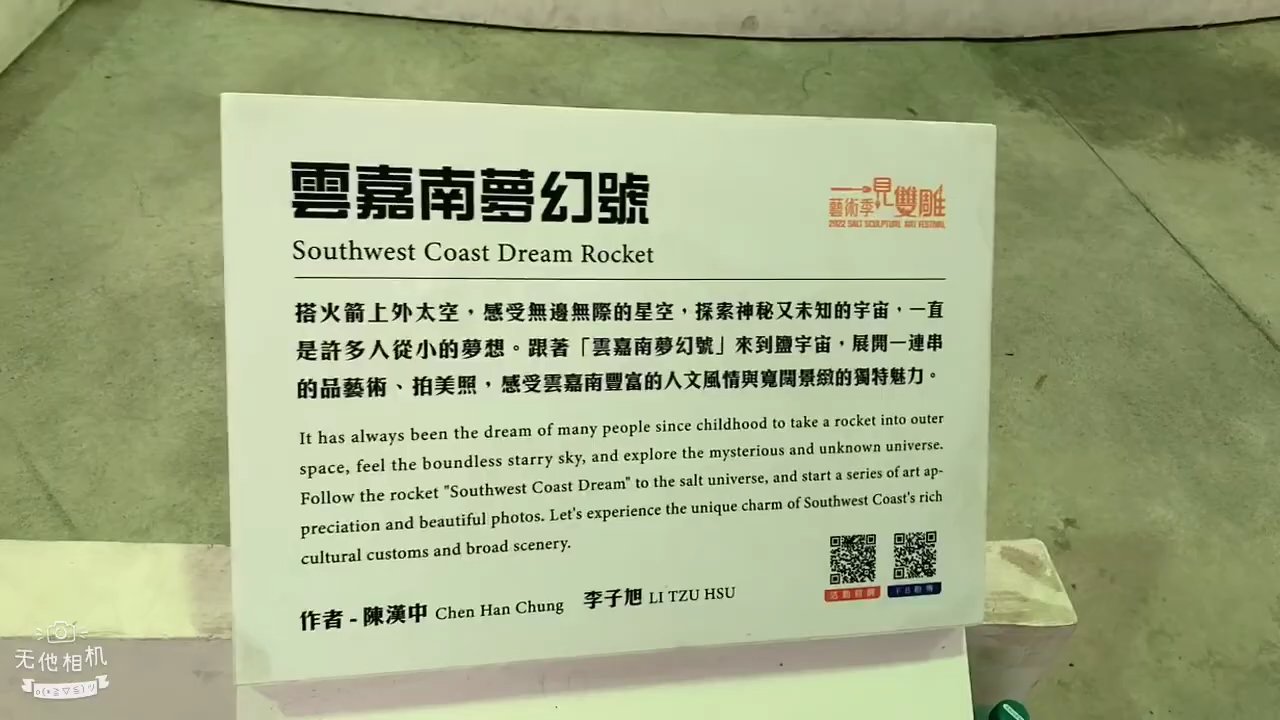 雲嘉南夢幻號
一見雙雕
藝術季
2022 SALT SCULPTURE ART FESTIVAL
Southwest Coast Dream Rocket
搭火箭上外太空，感受無邊無際的星空，探索神秘又未知的宇宙，一直
是許多人從小的夢想。跟著「雲嘉南夢幻號」來到鹽宇宙，展開一連串
的品藝術、拍美照，感受雲嘉南豐富的人文風情與寬闊景緻的獨特魅力。
It has always been the dream of many people since childhood to take a rocket into outer
space, feel the boundless starry sky, and explore the mysterious and unknown universe.
Follow the rocket "Southwest Coast Dream" to the salt universe, and start a series of art ap-
preciation and beautiful photos. Let's experience the unique charm of Southwest Coast's rich
cultural customs and broad scenery.
作者 - 陳漢中 Chen Han Chung 李子旭 LI TZU HSU
活動官網
无他相机